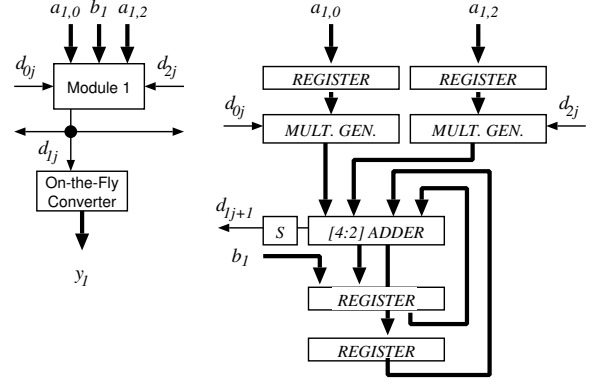 a1,0 b1 a1,2
d0j Module 1 d2j
d1j
On-the-Fly
Converter
y1
a1,0 a1,2
REGISTER REGISTER
d0j d2j
MULT. GEN. MULT. GEN.
d1j+1 S [4:2] ADDER
b1
REGISTER
REGISTER